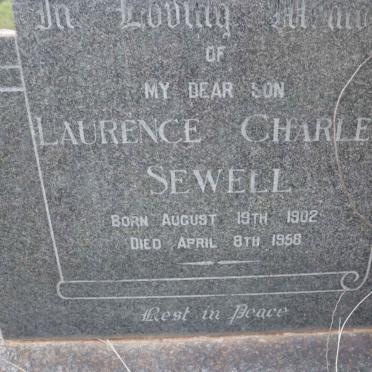 In Loving Memo
OF
MY DEAR SON
LAURENCE CHARLE
SEWELL
BORN AUGUST 19TH 1902
DIED APRIL 8TH 1958
Rest in Peace